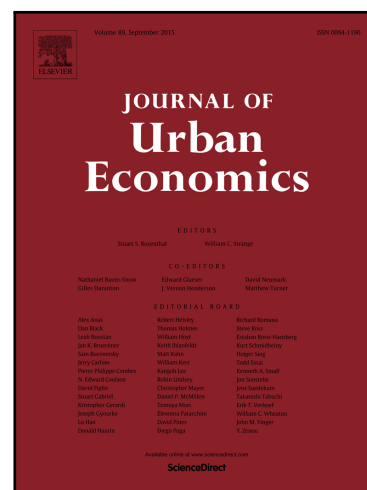 Volume 89, September 2015 ISSN 0094-1190
ELSEVIER
JOURNAL OF
Urban
Economics
EDITORS
Stuart S. Rosenthal William C. Strange
CO-EDITORS
Nathaniel Baum-Snow Edward Glaeser David Neumark
Gilles Duranton J. Vernon Henderson Matthew Turner
EDITORIAL BOARD
Alex Anas Robert Helsley Richard Romano
Dan Black Thomas Holmes Steve Ross
Leah Boustan William Hoyt Esteban Rossi-Hansberg
Jan K. Brueckner Keith Ihlanfeldt Kurt Schmidheiny
Sam Bucovetsky Matt Kahn Holger Sieg
Jerry Carlino William Kerr Todd Sinai
Pierre-Philippe Combes Kangoh Lee Kenneth A. Small
N. Edward Coulson Robin Lindsey Jon Sonstelie
David Figlio Christopher Mayer Jens Suedekum
Stuart Gabriel Daniel P. McMillen Takatoshi Tabuchi
Kristopher Gerardi Tomoya Mori Erik T. Verhoef
Joseph Gyourko Eleonora Patacchini William C. Wheaton
Lu Han David Pines John M. Yinger
Donald Haurin Diego Puga Y. Zenou
Available online at www.sciencedirect.com
ScienceDirect